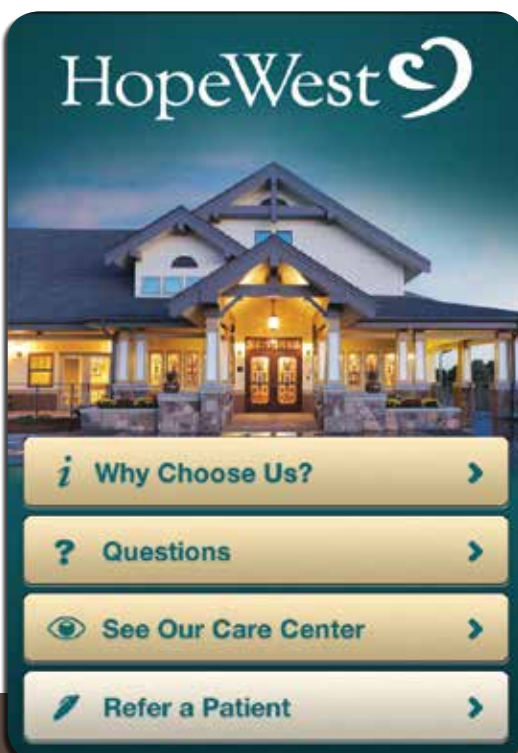 HopeWest
Why Choose Us?
Questions
See Our Care Center
Refer a Patient